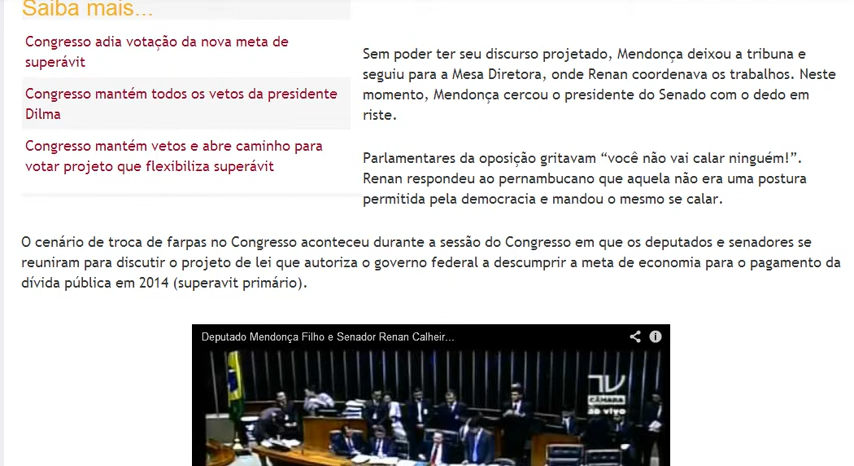 Saiba mais...
Congresso adia votação da nova meta de
superávit
Congresso mantém todos os vetos da presidente
Dilma
Congresso mantém vetos e abre caminho para
votar projeto que flexibiliza superávit
Sem poder ter seu discurso projetado, Mendonça deixou a tribuna e
seguiu para a Mesa Diretora, onde Renan coordenava os trabalhos. Neste
momento, Mendonça cercou o presidente do Senado com o dedo em
riste.
Parlamentares da oposição gritavam “você não vai calar ninguém!”.
Renan respondeu ao pernambucano que aquela não era uma postura
permitida pela democracia e mandou o mesmo se calar.
O cenário de troca de farpas no Congresso aconteceu durante a sessão do Congresso em que os deputados e senadores se
reuniram para discutir o projeto de lei que autoriza o governo federal a descumprir a meta de economia para o pagamento da
dívida pública em 2014 (superavit primário).
Deputado Mendonça Filho e Senador Renan Calheir...
TV
CÂMARA
ao vivo